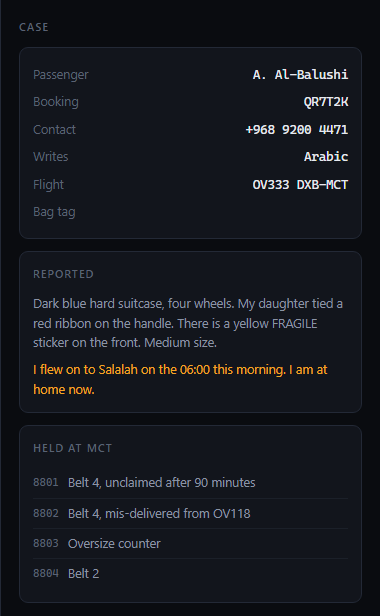 CASE
Passenger A. Al-Balushi
Booking QR7T2K
Contact +968 9200 4471
Writes Arabic
Flight OV333 DXB-MCT
Bag tag
REPORTED
Dark blue hard suitcase, four wheels. My daughter tied a
red ribbon on the handle. There is a yellow FRAGILE
sticker on the front. Medium size.
I flew on to Salalah on the 06:00 this morning. I am at
home now.
HELD AT MCT
8801 Belt 4, unclaimed after 90 minutes
8802 Belt 4, mis-delivered from OV118
8803 Oversize counter
8804 Belt 2